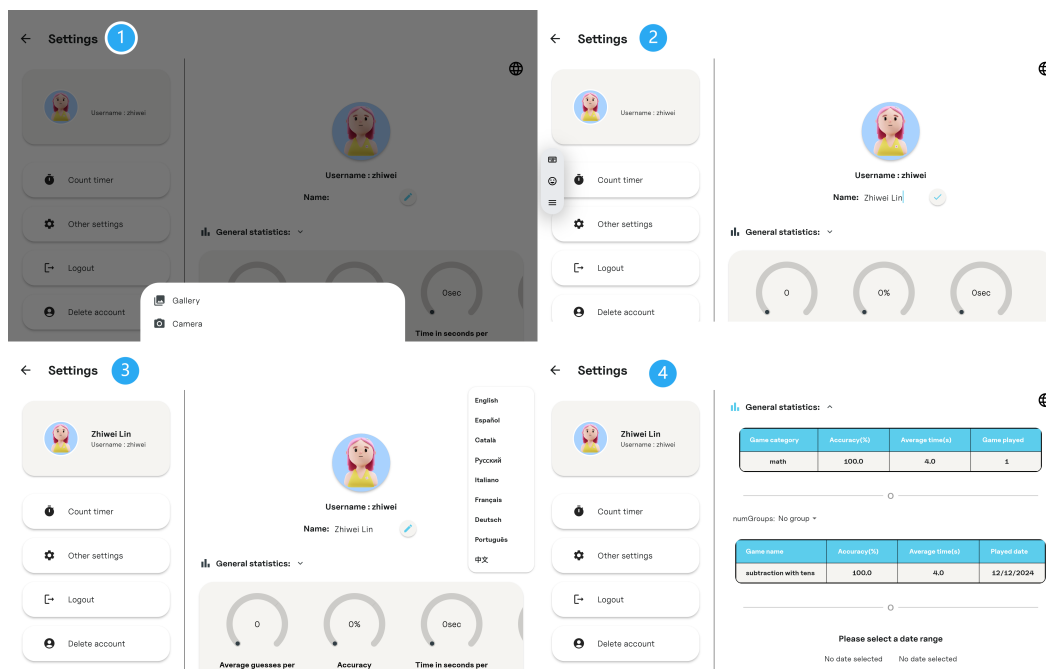 Settings
1
Username : zhiwei
Count timer
Other settings
Logout
Delete account
Username : zhiwei
Name:
General statistics:
0sec
Time in seconds per
Gallery
Camera
Settings
2
Username : zhiwei
Count timer
Other settings
Logout
Delete account
Username : zhiwei
Name: Zhiwei Lin
General statistics:
0 0% 0sec
Settings
3
Zhiwei Lin
Username : zhiwei
Count timer
Other settings
Logout
Delete account
English
Español
Català
Русский
Italiano
Français
Deutsch
Português
中文
Username : zhiwei
Name: Zhiwei Lin
General statistics:
0 0% 0sec
Average guesses per Accuracy Time in seconds per
Settings
4
Zhiwei Lin
Username : zhiwei
Count timer
Other settings
Logout
Delete account
General statistics:
Game category Accuracy(%) Average time(s) Game played
math 100.0 4.0 1
numGroups: No group
Game name Accuracy(%) Average time(s) Played date
subtraction with tens 100.0 4.0 12/12/2024
Please select a date range
No date selected No date selected